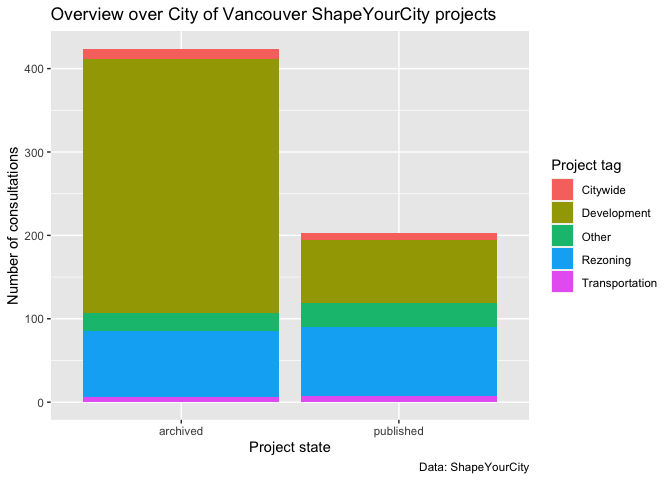 Overview over City of Vancouver ShapeYourCity projects
Number of consultations
400
300
200
100
0
archived
published
Project state
Project tag
Citywide
Development
Other
Rezoning
Transportation
Data: ShapeYourCity